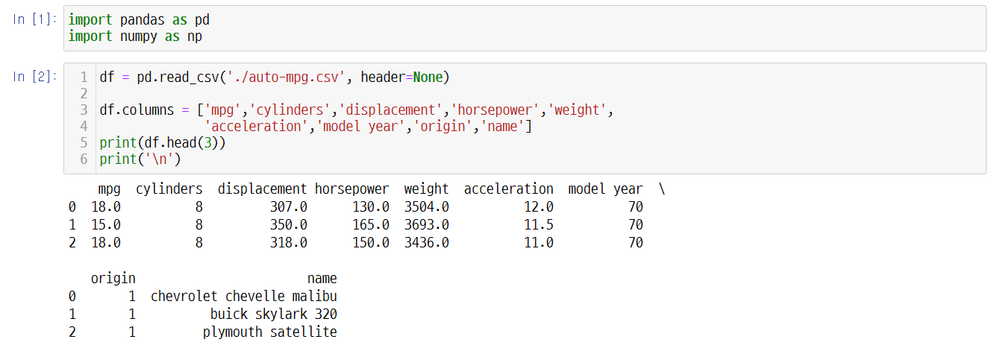 In [1]: import pandas as pd
import numpy as np
In [2]: 1 df = pd.read_csv('./auto-mpg.csv', header=None)
2
3 df.columns = ['mpg','cylinders','displacement','horsepower','weight',
4 'acceleration','model year','origin','name']
5 print(df.head(3))
6 print('\n')
mpg cylinders displacement horsepower weight acceleration model year \
0 18.0 8 307.0 130.0 3504.0 12.0 70
1 15.0 8 350.0 165.0 3693.0 11.5 70
2 18.0 8 318.0 150.0 3436.0 11.0 70
origin name
0 1 chevrolet chevelle malibu
1 1 buick skylark 320
2 1 plymouth satellite